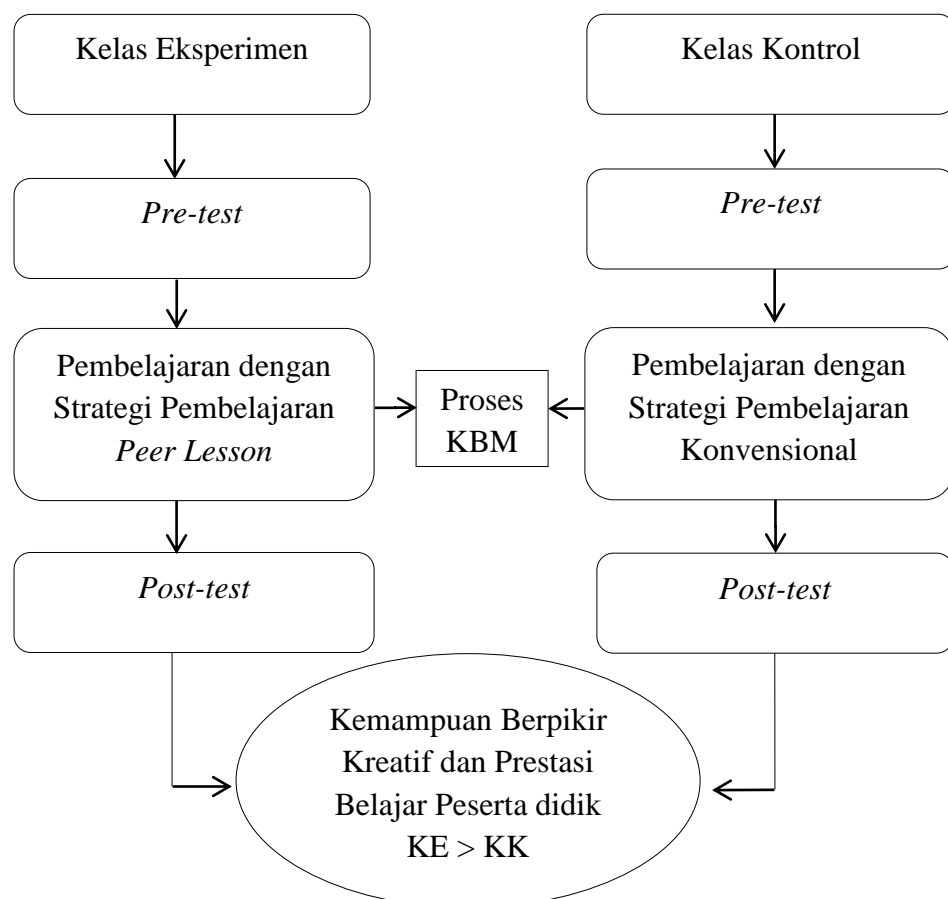 Kelas Eksperimen
Kelas Kontrol
Pre-test
Pre-test
Pembelajaran dengan
Strategi Pembelajaran
Peer Lesson
Proses
KBM
Pembelajaran dengan
Strategi Pembelajaran
Konvensional
Post-test
Post-test
Kemampuan Berpikir
Kreatif dan Prestasi
Belajar Peserta didik
KE > KK